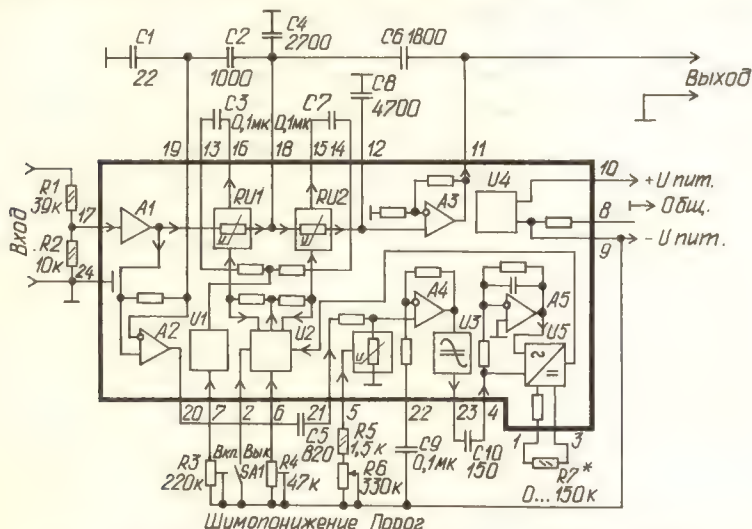 C1
22
C2
1000
C4
2700
C6 1800
Выход
C3
0,1мк
C7
0,1мк
C8
4700
19 13 16 18 15 14 12 11
10
+U пит.
Общ.
8
-U пит.
9
Вход
R1
39к
17
R2
10к
24
A1
RU1
u
RU2
u
A3
U4
A2
U1
U2
u
A4
U3
A5
U5
20 7 2 6 21 5 22 23 4
1 3
C5
820
R5
1,5к
C9
0,1мк
C10
150
R7*
0...150к
R3
220к
Вкл
Вык
SA1
R4
47к
R6
330к
Шумопонижение Порог